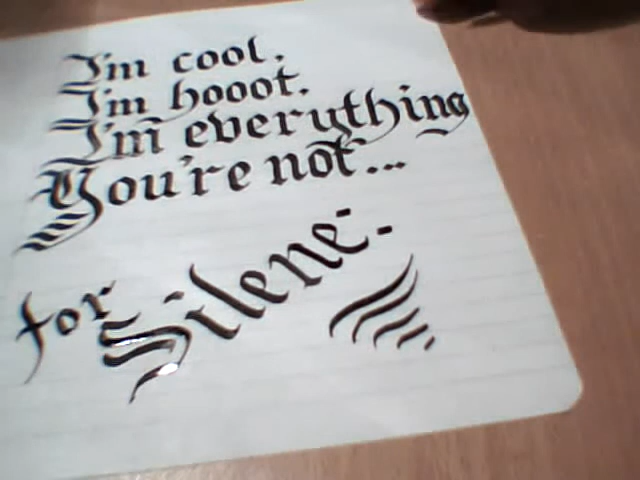 I'm cool.
I'm hooot.
I'm everything
You're not...
for Silene:-